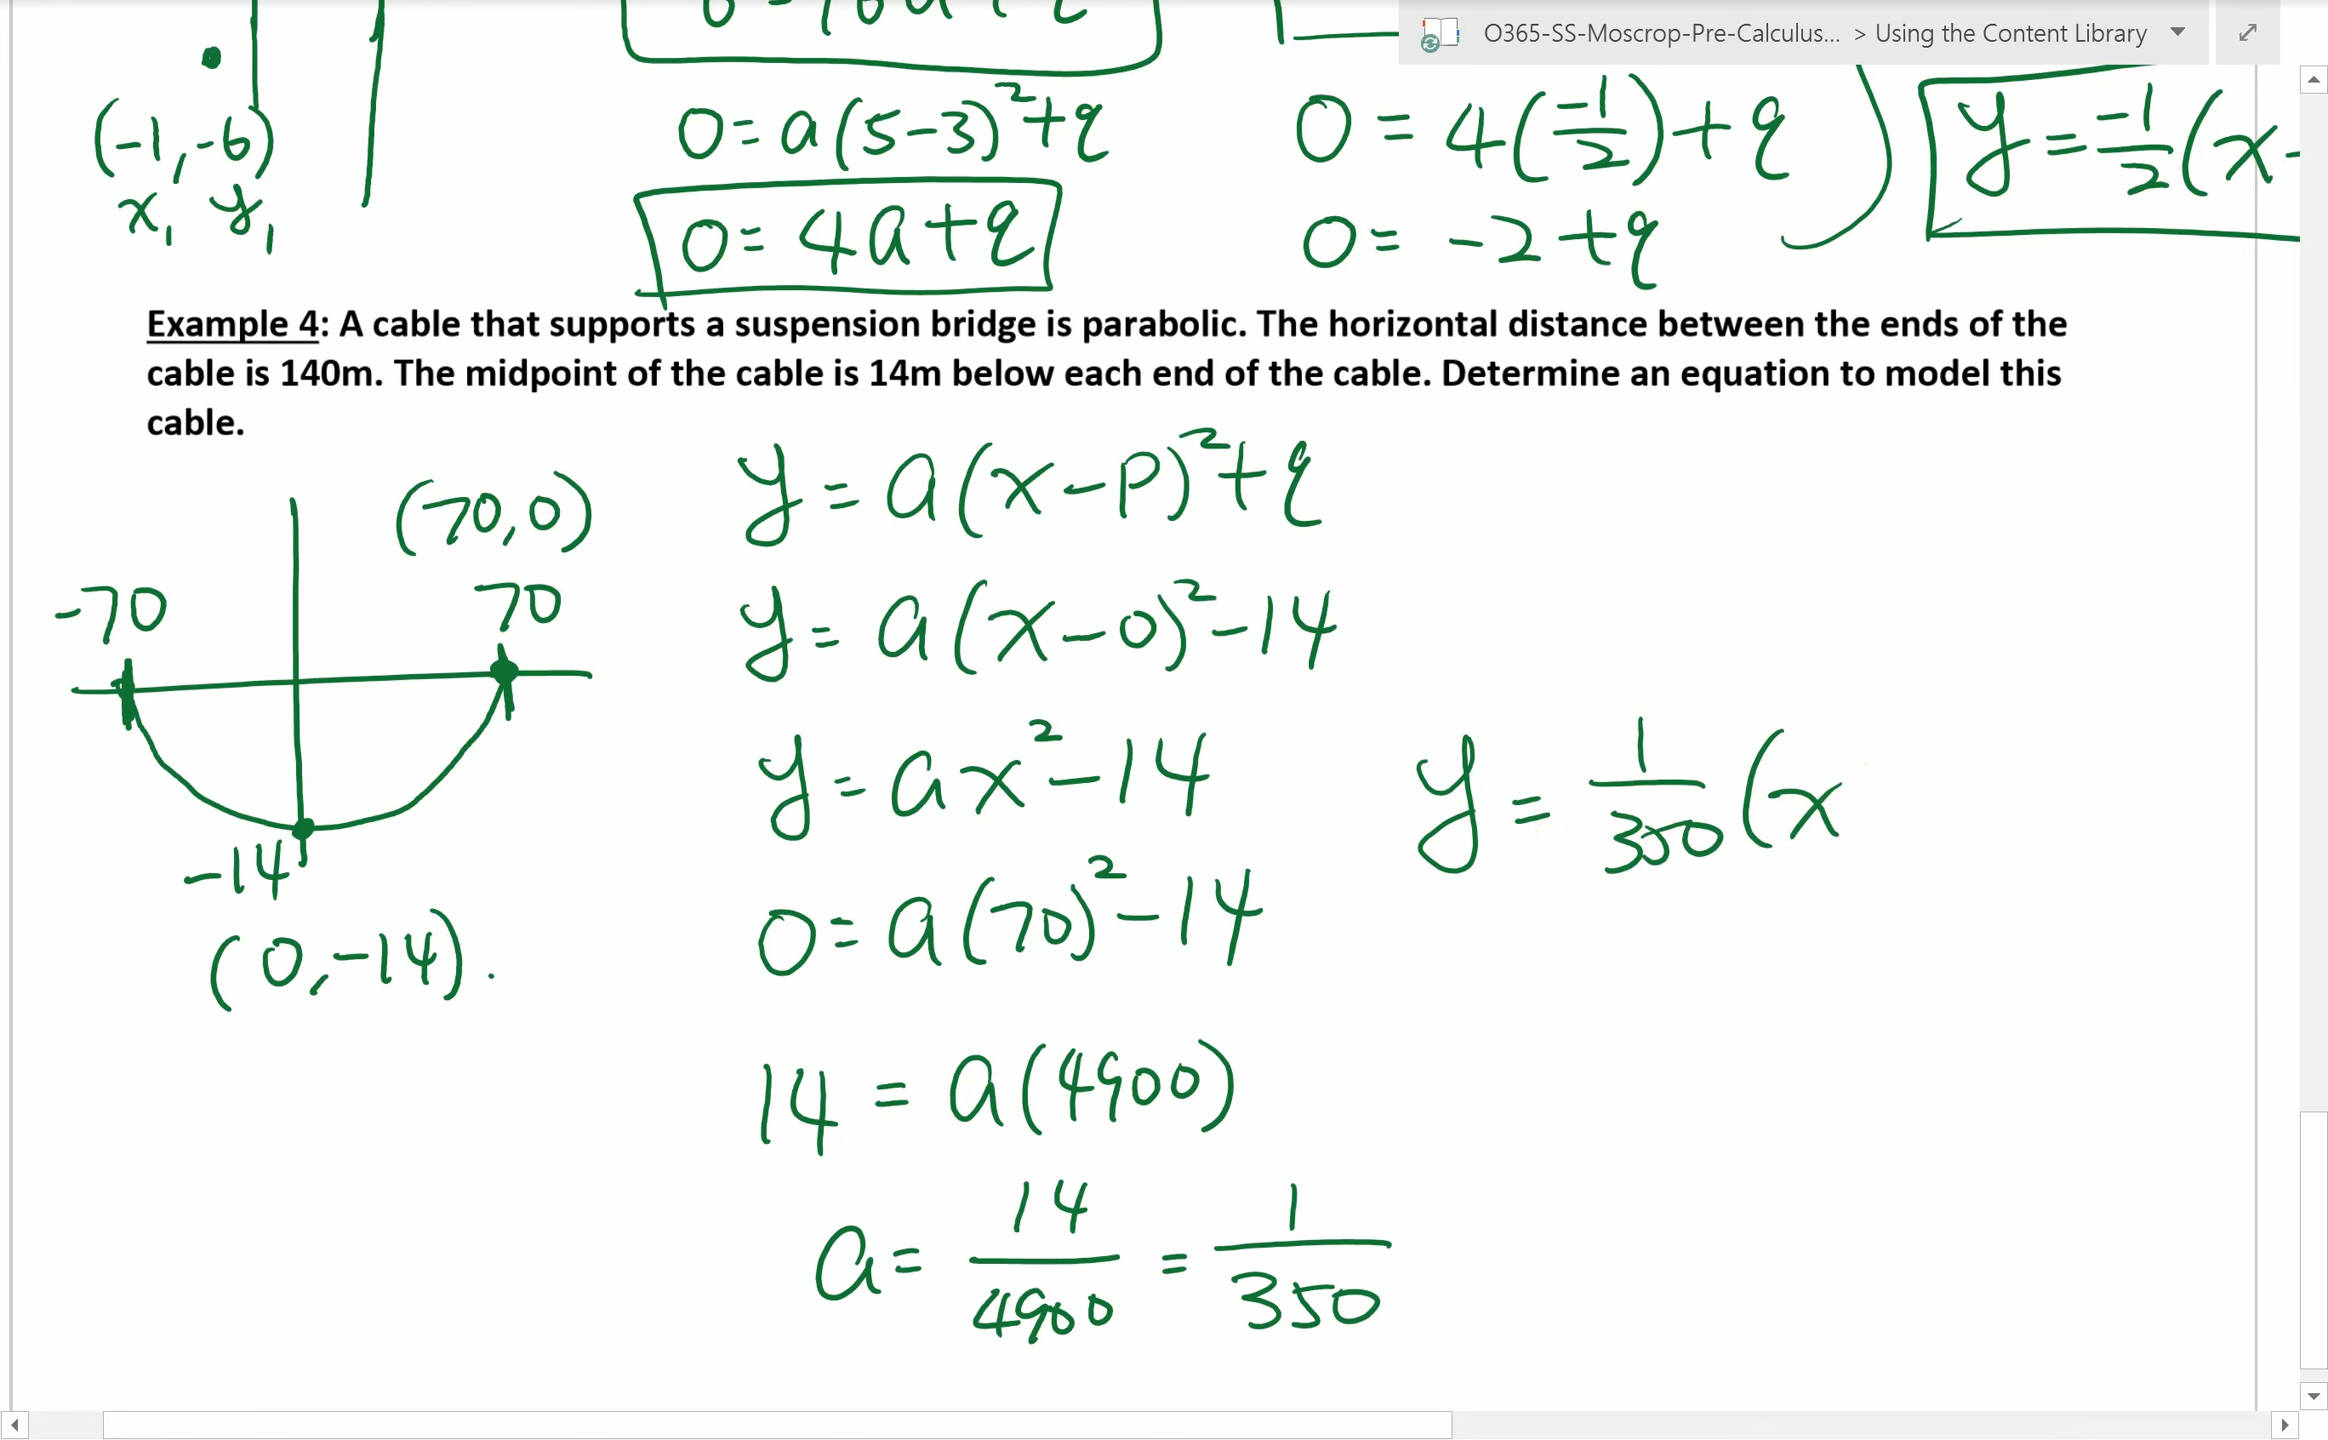 O365-SS-Moscrop-Pre-Calculus... > Using the Content Library
(-1,-6)
x₁ y₁
0=a(5-3)²+q
0=4a+q
0=4(-1/2)+q
0=-2+q
y=-1/2(x-
Example 4: A cable that supports a suspension bridge is parabolic. The horizontal distance between the ends of the
cable is 140m. The midpoint of the cable is 14m below each end of the cable. Determine an equation to model this
cable.
(70,0)
-70
70
-14
(0,-14).
y=a(x-p)²+q
y=a(x-0)²-14
y=ax²-14
0=a(70)²-14
14=a(4900)
a=14/4900=1/350
y=1/350(x